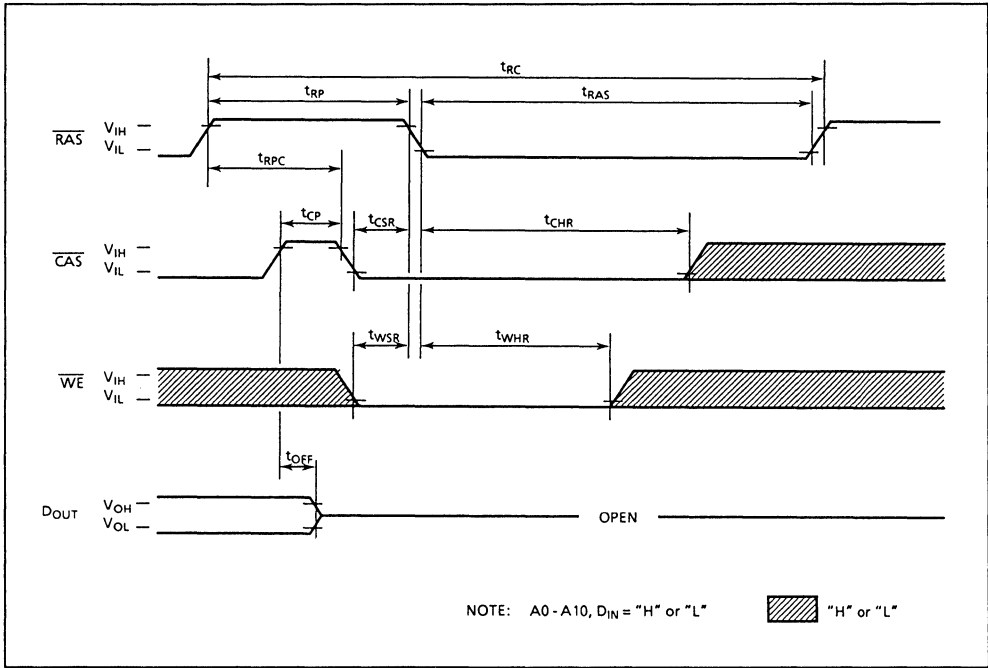 tRC
tRP
tRAS
RAS
VIH
VIL
tRPC
tCP
tCSR
tCHR
CAS
VIH
VIL
tWSR
tWHR
WE
VIH
VIL
tOFF
DOUT
VOH
VOL
OPEN
NOTE: A0 - A10, DIN = "H" or "L"
"H" or "L"